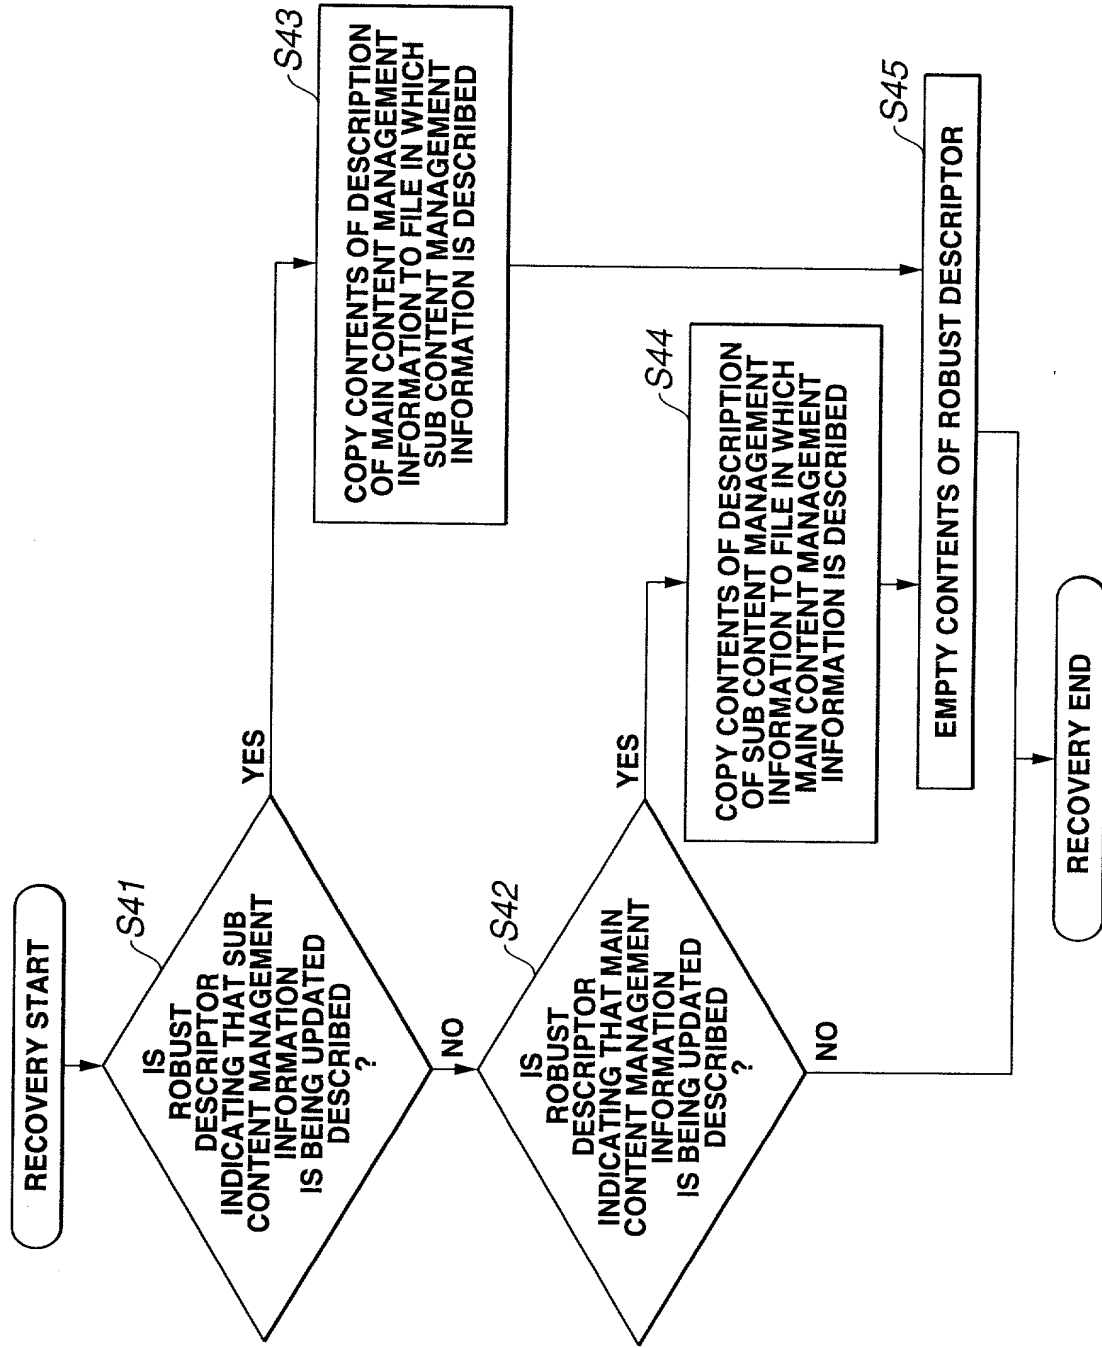 RECOVERY START
S41
IS
ROBUST
DESCRIPTOR
INDICATING THAT SUB
CONTENT MANAGEMENT
INFORMATION
IS BEING UPDATED
DESCRIBED
?
YES
NO
S43
COPY CONTENTS OF DESCRIPTION
OF MAIN CONTENT MANAGEMENT
INFORMATION TO FILE IN WHICH
SUB CONTENT MANAGEMENT
INFORMATION IS DESCRIBED
S42
IS
ROBUST
DESCRIPTOR
INDICATING THAT MAIN
CONTENT MANAGEMENT
INFORMATION
IS BEING UPDATED
DESCRIBED
?
YES
NO
S44
COPY CONTENTS OF DESCRIPTION
OF SUB CONTENT MANAGEMENT
INFORMATION TO FILE IN WHICH
MAIN CONTENT MANAGEMENT
INFORMATION IS DESCRIBED
S45
EMPTY CONTENTS OF ROBUST DESCRIPTOR
RECOVERY END